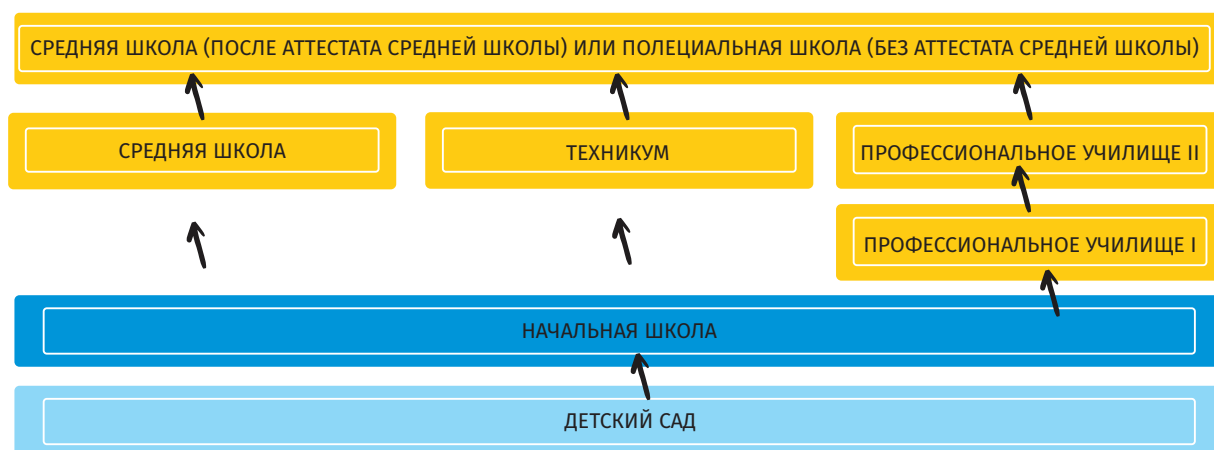 СРЕДНЯЯ ШКОЛА (ПОСЛЕ АТТЕСТАТА СРЕДНЕЙ ШКОЛЫ) ИЛИ ПОЛЕЦИАЛЬНАЯ ШКОЛА (БЕЗ АТТЕСТАТА СРЕДНЕЙ ШКОЛЫ)
СРЕДНЯЯ ШКОЛА
ТЕХНИКУМ
ПРОФЕССИОНАЛЬНОЕ УЧИЛИЩЕ II
ПРОФЕССИОНАЛЬНОЕ УЧИЛИЩЕ I
НАЧАЛЬНАЯ ШКОЛА
ДЕТСКИЙ САД